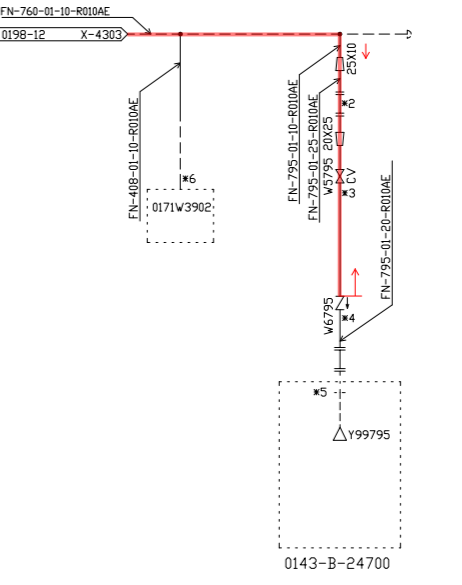 FN-760-01-10-R010AE
0198-12 X-4303
25X10
FN-795-01-10-R010AE
FN-795-01-25-R010AE
*2
20X25
FN-408-01-10-R010AE
*6
0171W3902
W5795
CV
*3
FN-795-01-20-R010AE
W6795
*4
*5
Y99795
0143-B-24700